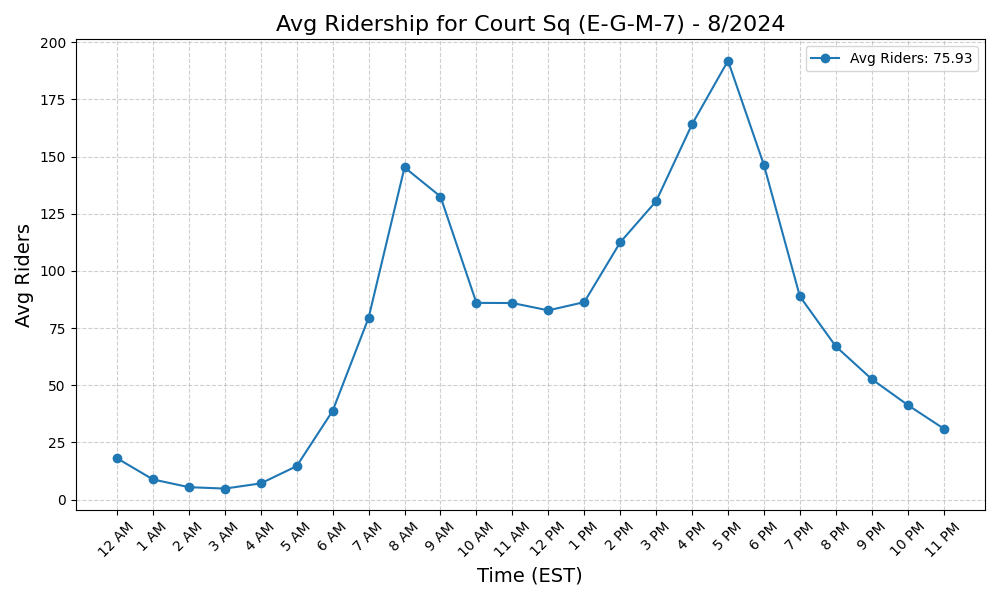 Avg Ridership for Court Sq (E-G-M-7) - 8/2024
Avg Riders: 75.93
Avg Riders
200
175
150
125
100
75
50
25
0
12 AM
1 AM
2 AM
3 AM
4 AM
5 AM
6 AM
7 AM
8 AM
9 AM
10 AM
11 AM
12 PM
1 PM
2 PM
3 PM
4 PM
5 PM
6 PM
7 PM
8 PM
9 PM
10 PM
11 PM
Time (EST)